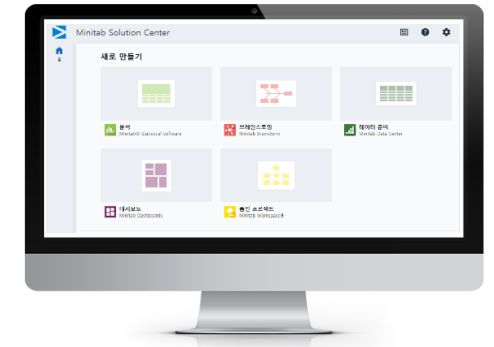 Minitab Solution Center
새로 만들기
분석
Minitab® Statistical Software
브레인스토밍
Minitab Brainstorm
데이터 준비
Minitab Data Center
대시보드
Minitab Dashboards
통신 프로젝트
Minitab Workspace®